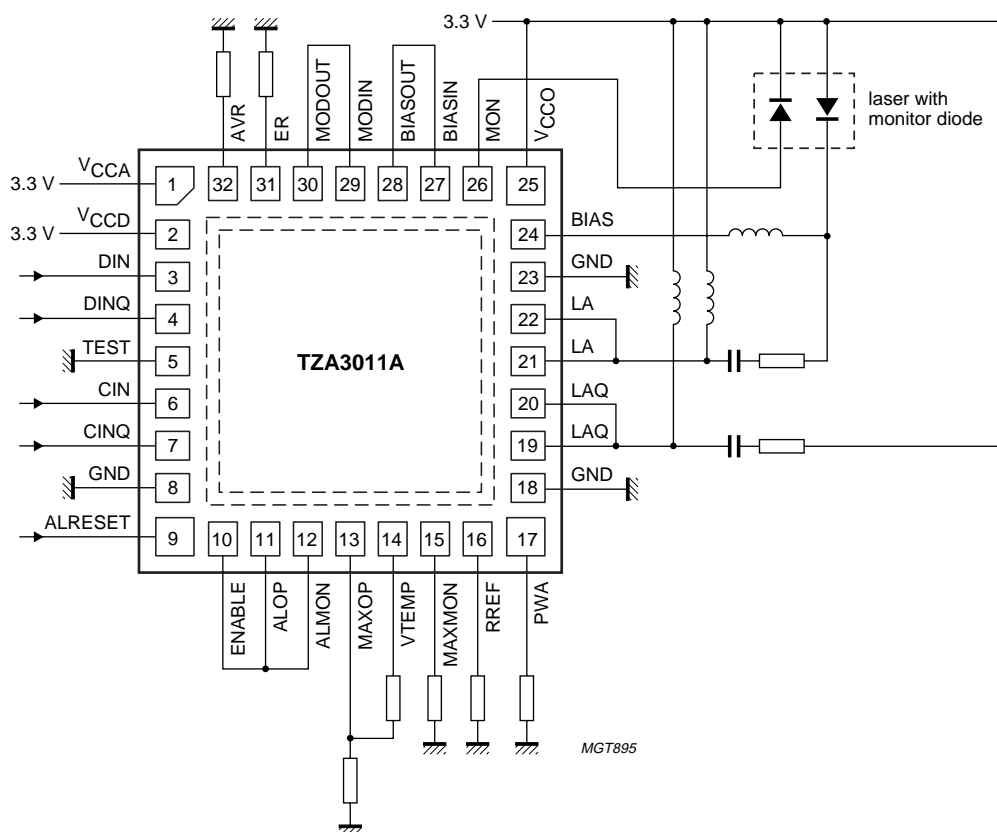 3.3 V
AVR
ER
MODOUT
MODIN
BIASOUT
BIASIN
MON
VCCO
laser with
monitor diode
3.3 V
VCCA
1
32
31
30
29
28
27
26
25
3.3 V
VCCD
2
24
BIAS
DIN
3
23
GND
DINQ
4
22
LA
TEST
5
TZA3011A
21
LA
CIN
6
20
LAQ
CINQ
7
19
LAQ
GND
8
18
GND
ALRESET
9
10
11
12
13
14
15
16
17
ENABLE
ALOP
ALMON
MAXOP
VTEMP
MAXMON
RREF
PWA
MGT895